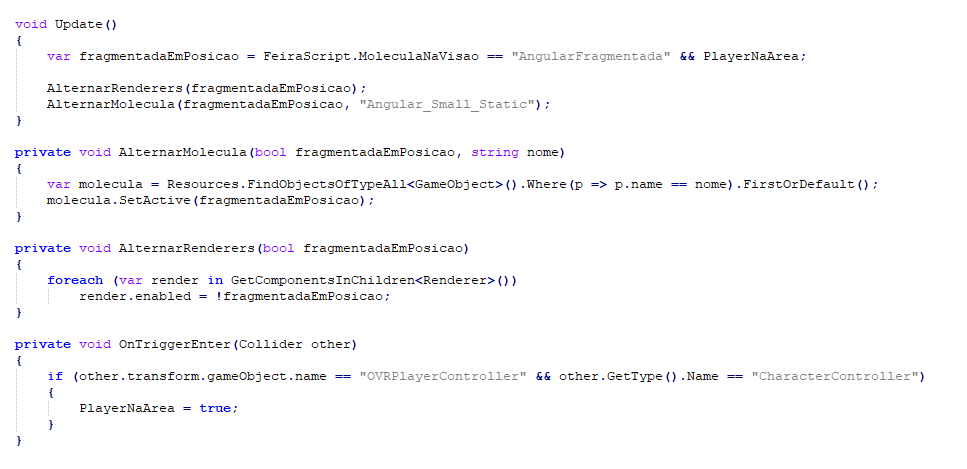 void Update()
{
    var fragmentadaEmPosicao = FeiraScript.MoleculaNaVisao == "AngularFragmentada" && PlayerNaArea;

    AlternarRenderers(fragmentadaEmPosicao);
    AlternarMolecula(fragmentadaEmPosicao, "Angular_Small_Static");
}

private void AlternarMolecula(bool fragmentadaEmPosicao, string nome)
{
    var molecula = Resources.FindObjectsOfTypeAll<GameObject>().Where(p => p.name == nome).FirstOrDefault();
    molecula.SetActive(fragmentadaEmPosicao);
}

private void AlternarRenderers(bool fragmentadaEmPosicao)
{
    foreach (var render in GetComponentsInChildren<Renderer>())
        render.enabled = !fragmentadaEmPosicao;
}

private void OnTriggerEnter(Collider other)
{
    if (other.transform.gameObject.name == "OVRPlayerController" && other.GetType().Name == "CharacterController")
    {
        PlayerNaArea = true;
    }
}